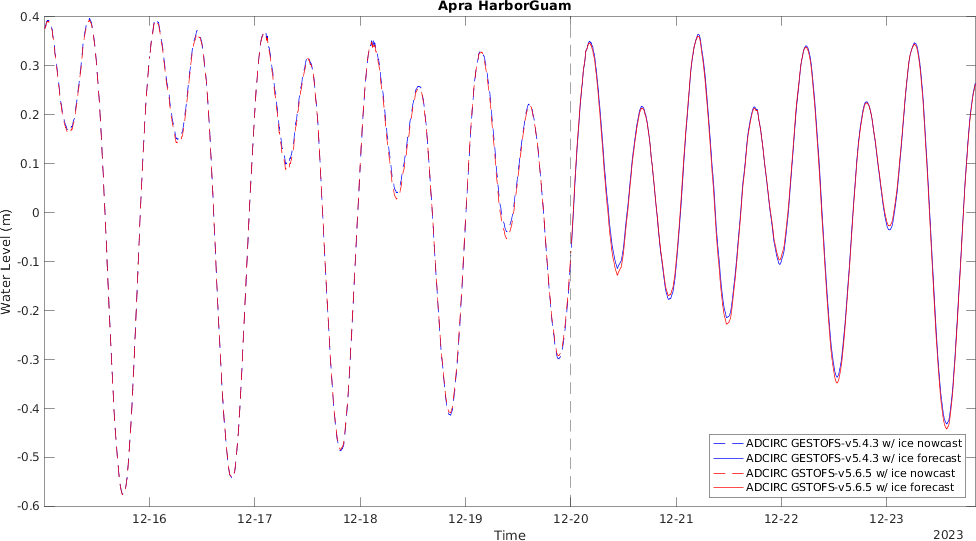 Apra HarborGuam
0.4
0.3
0.2
0.1
0
-0.1
-0.2
-0.3
-0.4
-0.5
-0.6
Water Level (m)
ADCIRC GESTOFS-v5.4.3 w/ ice nowcast
ADCIRC GESTOFS-v5.4.3 w/ ice forecast
ADCIRC GSTOFS-v5.6.5 w/ ice nowcast
ADCIRC GSTOFS-v5.6.5 w/ ice forecast
12-16 12-17 12-18 12-19 12-20 12-21 12-22 12-23
Time
2023